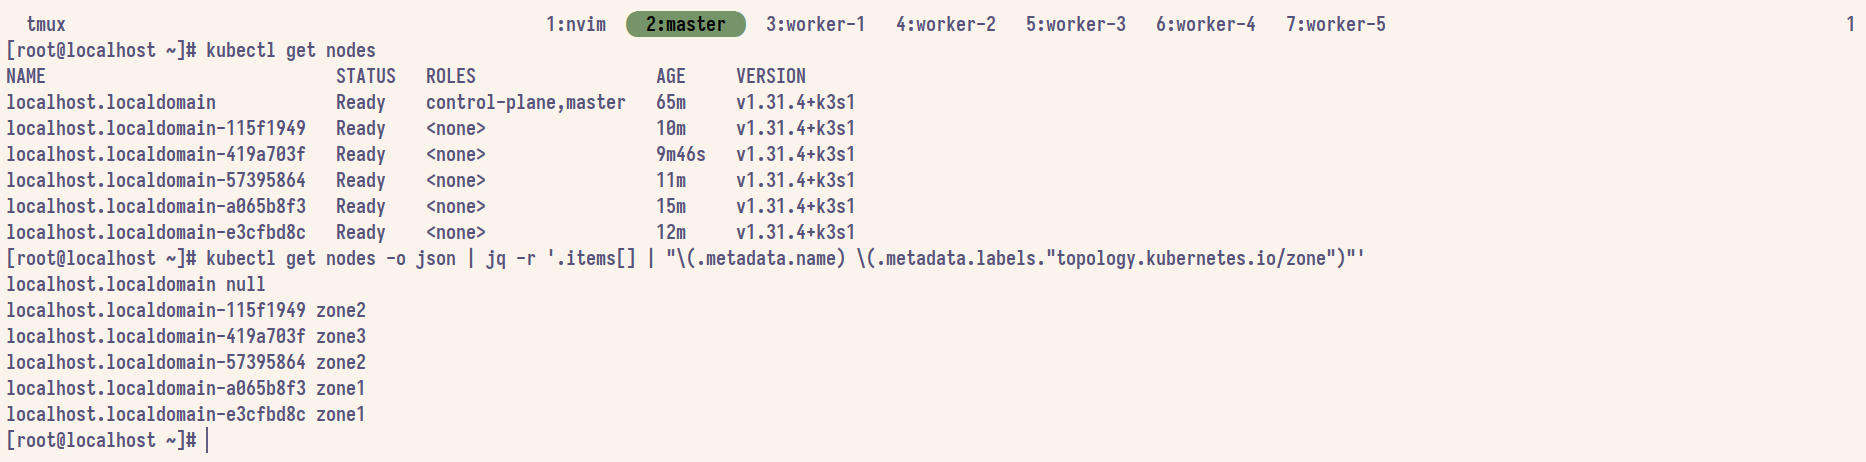 tmux 1:nvim 2:master 3:worker-1 4:worker-2 5:worker-3 6:worker-4 7:worker-5 1
[root@localhost ~]# kubectl get nodes
NAME STATUS ROLES AGE VERSION
localhost.localdomain Ready control-plane,master 65m v1.31.4+k3s1
localhost.localdomain-115f1949 Ready <none> 10m v1.31.4+k3s1
localhost.localdomain-419a703f Ready <none> 9m46s v1.31.4+k3s1
localhost.localdomain-57395864 Ready <none> 11m v1.31.4+k3s1
localhost.localdomain-a065b8f3 Ready <none> 15m v1.31.4+k3s1
localhost.localdomain-e3cfbd8c Ready <none> 12m v1.31.4+k3s1
[root@localhost ~]# kubectl get nodes -o json | jq -r '.items[] | "\(.metadata.name) \(.metadata.labels."topology.kubernetes.io/zone")"'
localhost.localdomain null
localhost.localdomain-115f1949 zone2
localhost.localdomain-419a703f zone3
localhost.localdomain-57395864 zone2
localhost.localdomain-a065b8f3 zone1
localhost.localdomain-e3cfbd8c zone1
[root@localhost ~]#